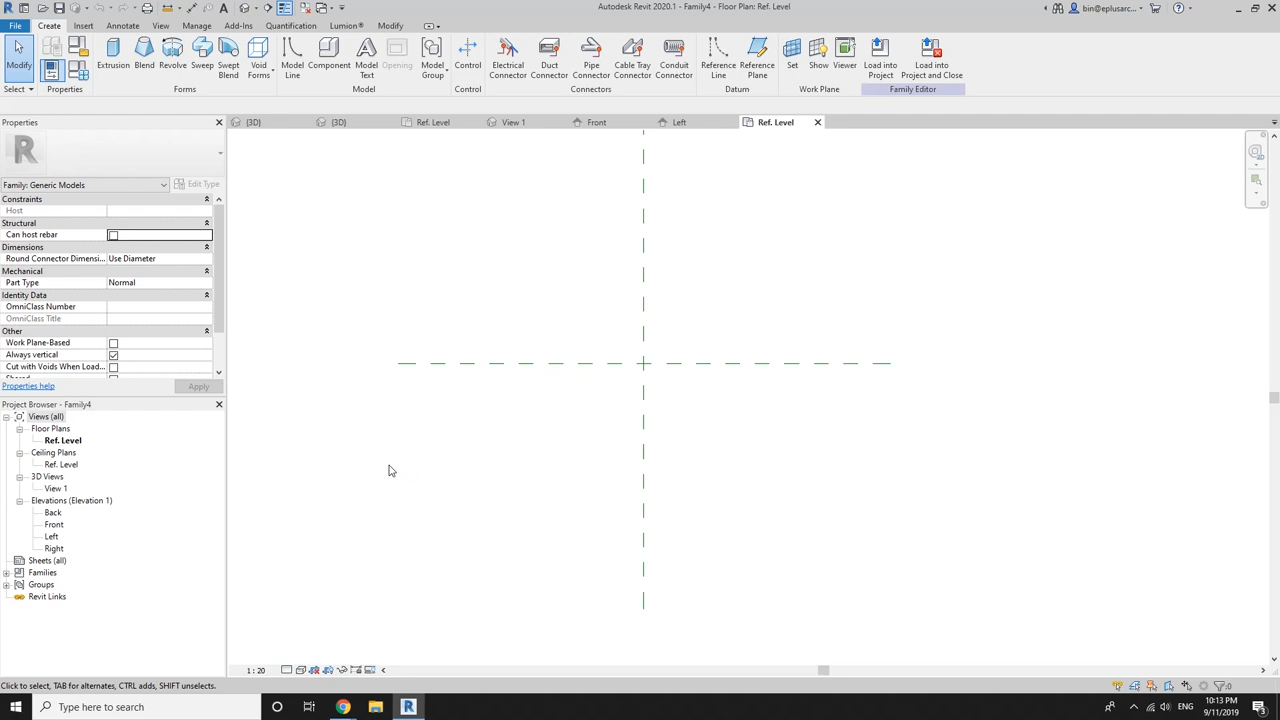 Autodesk Revit 2020.1 - Family4 - Floor Plan: Ref. Level
bin@eplusarc...
File Create Insert Annotate View Manage Add-Ins Quantification Lumion® Modify
Modify Extrusion Blend Revolve Sweep Swept Blend Void Forms Model Line Component Model Text Opening Model Group Control Electrical Connector Duct Connector Pipe Connector Cable Tray Connector Conduit Connector Reference Line Reference Plane Set Show Viewer Load into Project Load into Project and Close
Select Properties Forms Model Control Connectors Datum Work Plane Family Editor
Properties
{3D} {3D} Ref. Level View 1 Front Left Ref. Level
R
Family: Generic Models Edit Type
Constraints
Host
Structural
Can host rebar
Dimensions
Round Connector Dimensi... Use Diameter
Mechanical
Part Type Normal
Identity Data
OmniClass Number
OmniClass Title
Other
Work Plane-Based
Always vertical
Cut with Voids When Load...
Properties help Apply
Project Browser - Family4
Views (all)
Floor Plans
Ref. Level
Ceiling Plans
Ref. Level
3D Views
View 1
Elevations (Elevation 1)
Back
Front
Left
Right
Sheets (all)
Families
Groups
Revit Links
1 : 20
Click to select, TAB for alternates, CTRL adds, SHIFT unselects.
:0
Type here to search
ENG
10:13 PM
9/11/2019